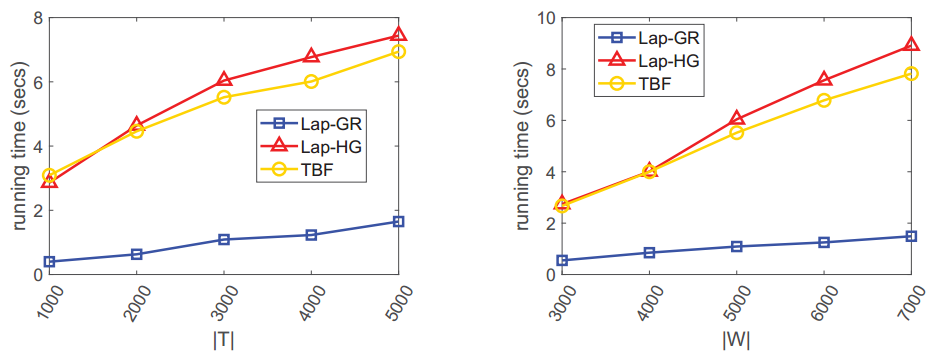 8
6
4
2
0
running time (secs)
Lap-GR
Lap-HG
TBF
1000
2000
3000
4000
5000
|T|
10
8
6
4
2
0
running time (secs)
Lap-GR
Lap-HG
TBF
3000
4000
5000
6000
7000
|W|